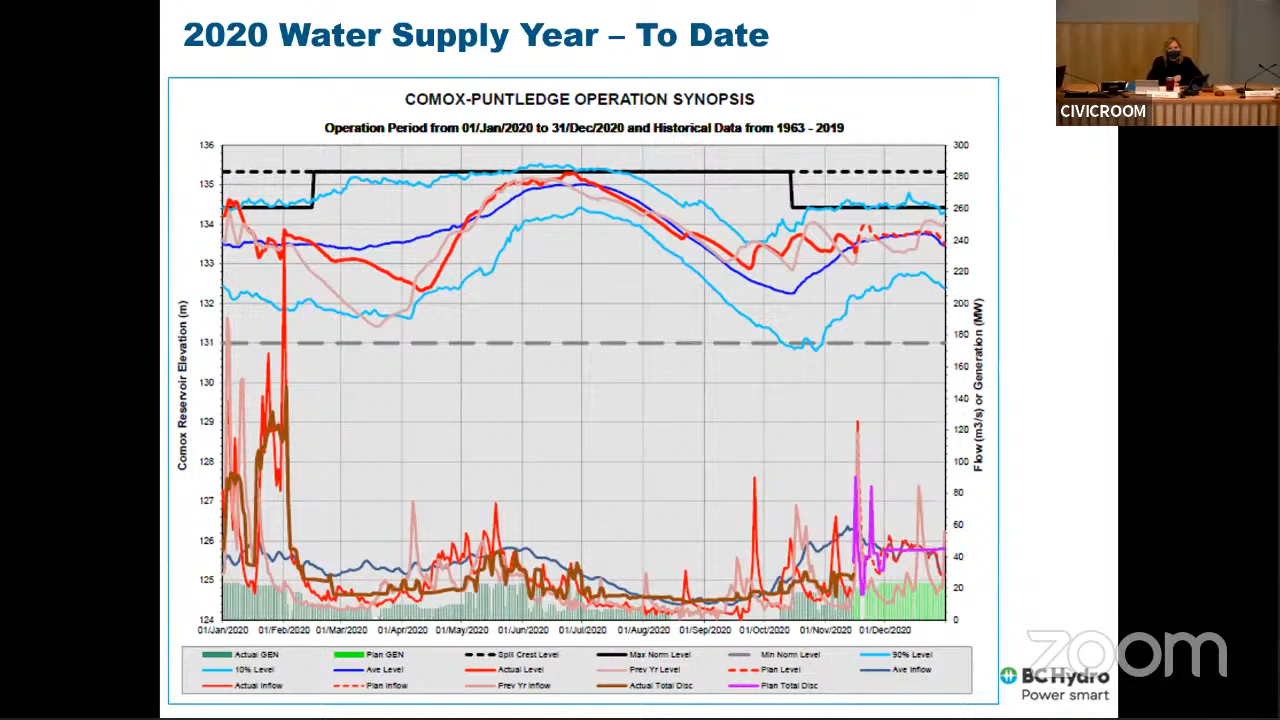 2020 Water Supply Year – To Date
CIVICROOM
COMOX-PUNTLEDGE OPERATION SYNOPSIS
Operation Period from 01/Jan/2020 to 31/Dec/2020 and Historical Data from 1963 - 2019
Comox Reservoir Elevation (m)
136
135
134
133
132
131
130
129
128
127
126
125
124
300
280
260
240
220
200
180
160
140
120
100
80
60
40
20
0
Flow (m3/s) or Generation (MW)
01/Jan/2020 01/Feb/2020 01/Mar/2020 01/Apr/2020 01/May/2020 01/Jun/2020 01/Jul/2020 01/Aug/2020 01/Sep/2020 01/Oct/2020 01/Nov/2020 01/Dec/2020
Actual GEN Plan GEN Spill Crest Level Max Norm Level Min Norm Level 90% Level
10% Level Ave Level Actual Level Prev Yr Level Plan Level Ave Inflow
Actual Inflow Plan Inflow Prev Yr Inflow Actual Total Disc Plan Total Disc
zoom
BC Hydro
Power smart